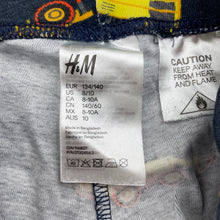 H&M
EUR 134/140
US 8/10
CA 8-10A
CN 140/60
MX 8-10A
AUS 10
Made in Bangladesh
CAUTION
KEEP AWAY
FROM HEAT
AND FLAME